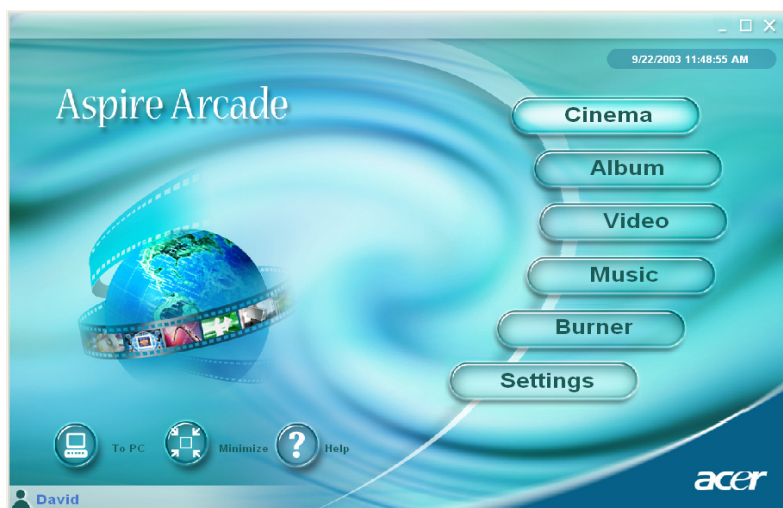 9/22/2003 11:48:55 AM
Aspire Arcade
Cinema
Album
Video
Music
Burner
Settings
To PC
Minimize
? Help
acer
David